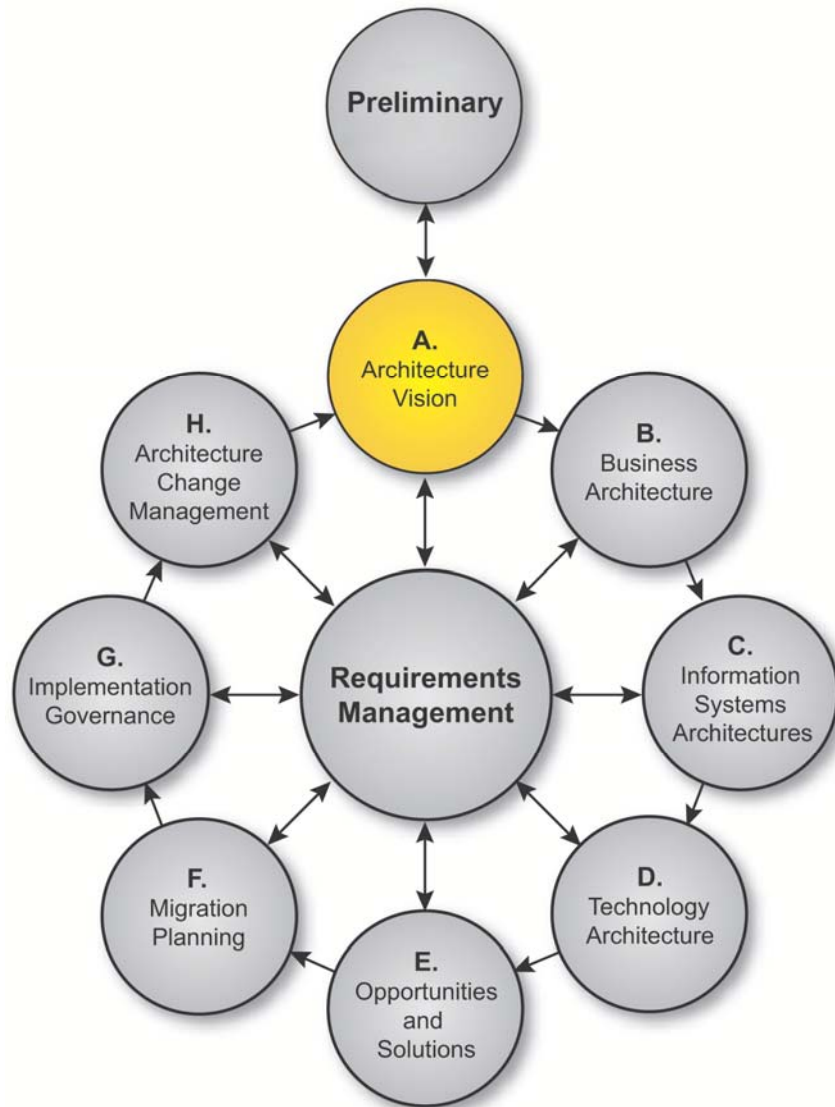 Preliminary
A.
Architecture
Vision
B.
Business
Architecture
C.
Information
Systems
Architectures
D.
Technology
Architecture
E.
Opportunities
and
Solutions
F.
Migration
Planning
G.
Implementation
Governance
H.
Architecture
Change
Management
Requirements
Management